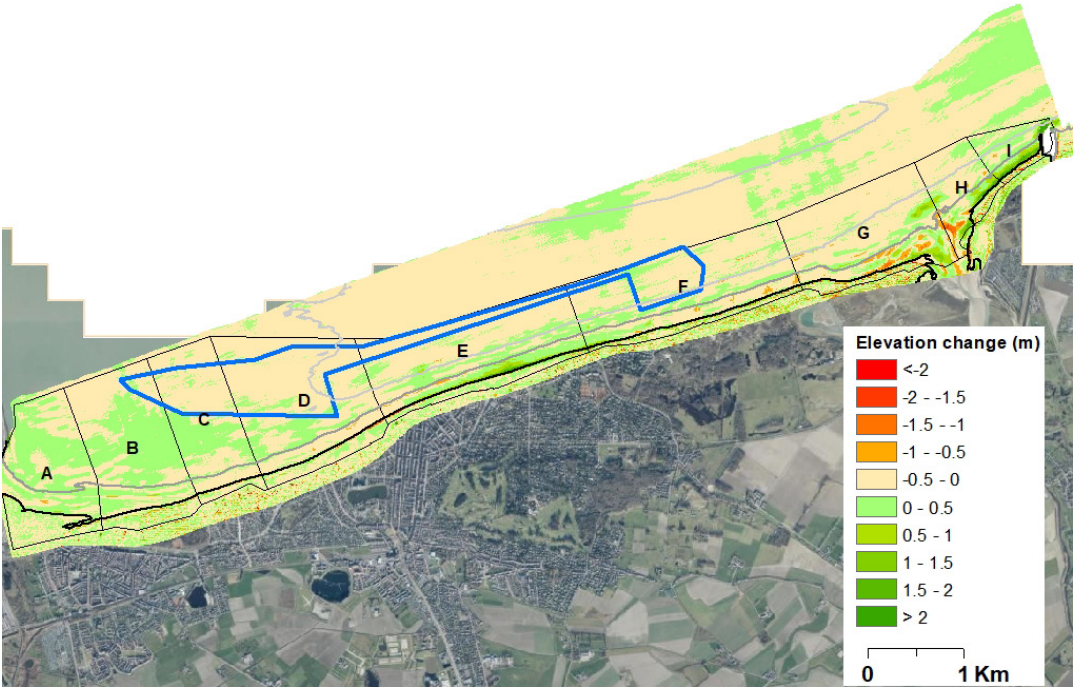 I
H
G
F
E
D
C
B
A
Elevation change (m)
<-2
-2 - -1.5
-1.5 - -1
-1 - -0.5
-0.5 - 0
0 - 0.5
0.5 - 1
1 - 1.5
1.5 - 2
> 2
0 1 Km